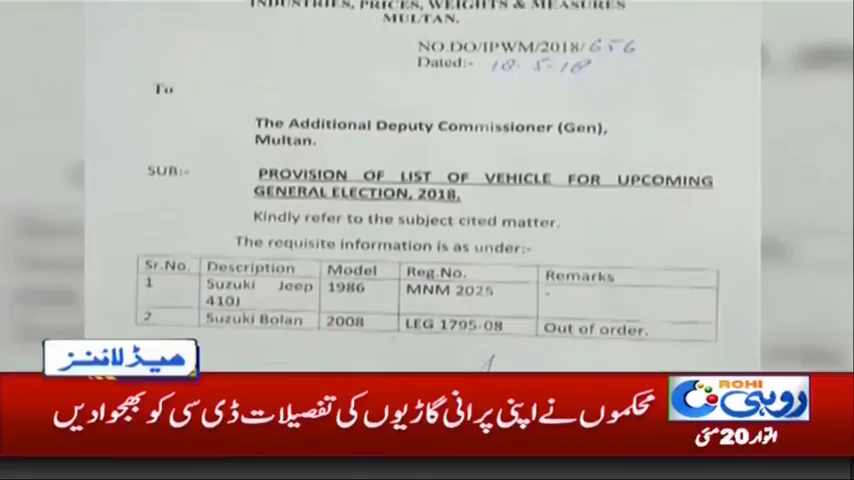 INDUSTRIES, PRICES, WEIGHTS & MEASURES
MULTAN.
NO.DO/IPWM/2018/656
Dated:- 18-5-18
To
The Additional Deputy Commissioner (Gen),
Multan.
SUB:- PROVISION OF LIST OF VEHICLE FOR UPCOMING
GENERAL ELECTION, 2018.
Kindly refer to the subject cited matter.
The requisite information is as under:-
Sr.No. Description Model Reg.No. Remarks
1 Suzuki Jeep 410J 1986 MNM 2025 -
2 Suzuki Bolan 2008 LEG 1795-08 Out of order.
ہیڈلائنز
محکموں نے اپنی پرانی گاڑیوں کی تفصیلات ڈی سی کو بھجوا دیں
ROHI
روہی
اتوار 20 مئی